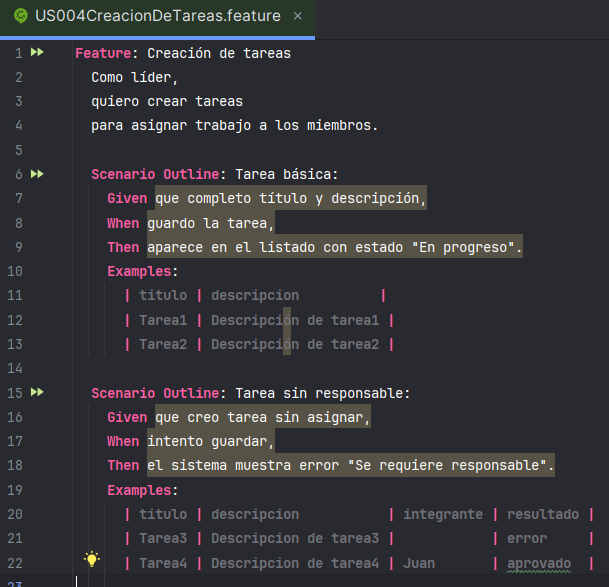 US004CreacionDeTareas.feature ×
1 Feature: Creación de tareas
2 Como líder,
3 quiero crear tareas
4 para asignar trabajo a los miembros.
5
6 Scenario Outline: Tarea básica:
7 Given que completo título y descripción,
8 When guardo la tarea,
9 Then aparece en el listado con estado "En progreso".
10 Examples:
11 | titulo | descripcion |
12 | Tarea1 | Descripción de tarea1 |
13 | Tarea2 | Descripción de tarea2 |
14
15 Scenario Outline: Tarea sin responsable:
16 Given que creo tarea sin asignar,
17 When intento guardar,
18 Then el sistema muestra error "Se requiere responsable".
19 Examples:
20 | titulo | descripcion | integrante | resultado |
21 | Tarea3 | Descripcion de tarea3 | | error |
22 | Tarea4 | Descripcion de tarea4 | Juan | aprovado |
23